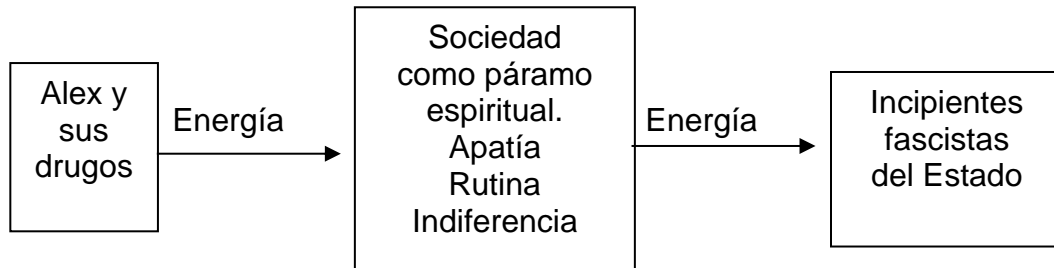 Alex y
sus
drugos
Energía
Sociedad
como páramo
espiritual.
Apatía
Rutina
Indiferencia
Energía
Incipientes
fascistas
del Estado